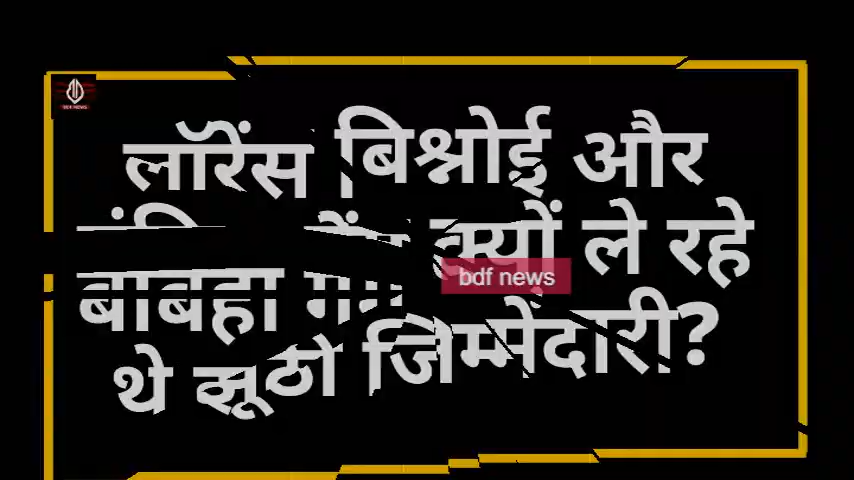 लॉरेंस बिश्नोई और
क्यों ले रहे
bdf news
थे झूठी जिम्मेंदारी?